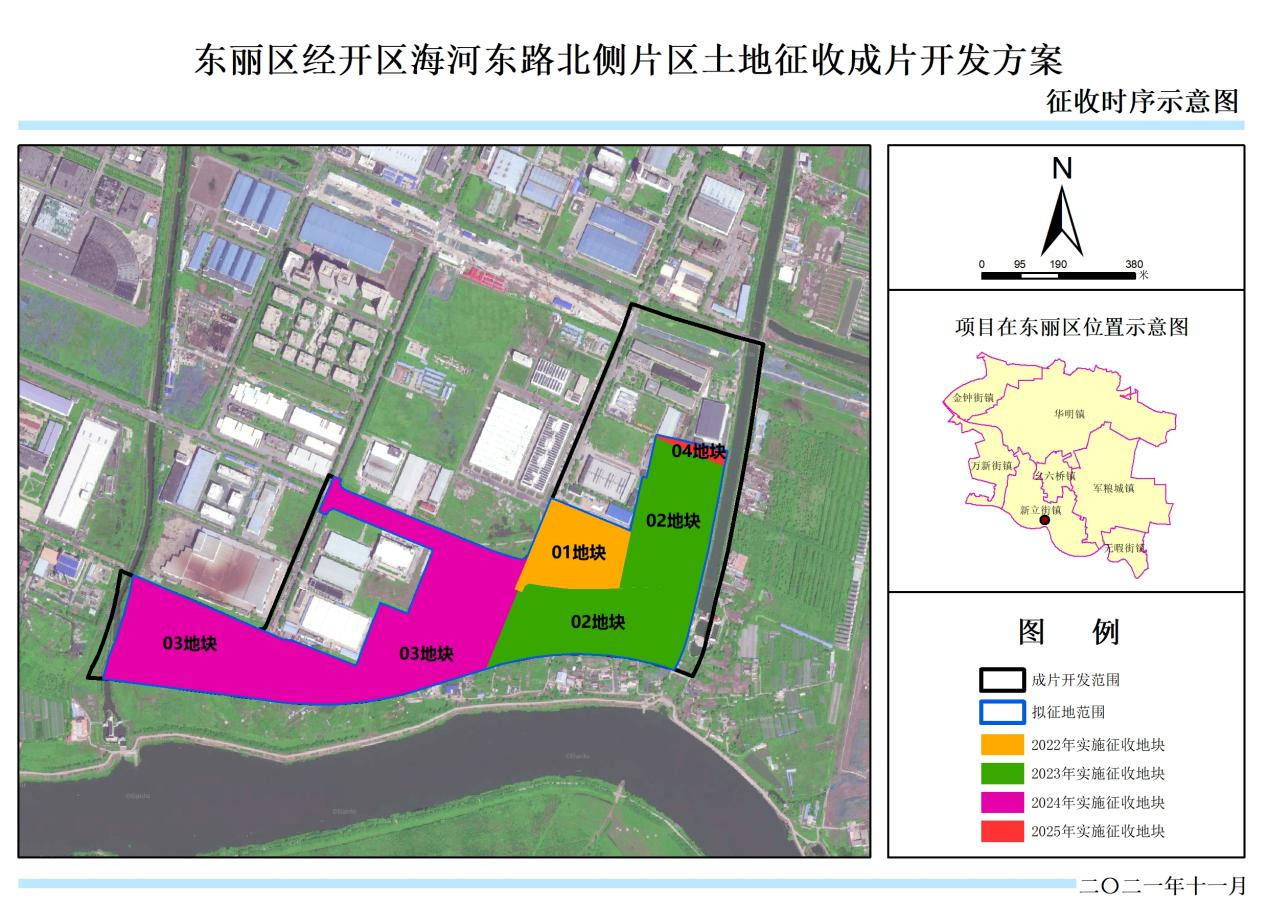 东丽区经开区海河东路北侧片区土地征收成片开发方案
征收时序示意图
N
0 95 190 380
米
项目在东丽区位置示意图
金钟街镇
华明镇
万新街镇
么六桥镇
军粮城镇
新立街镇
无暇街镇
04地块
02地块
01地块
02地块
03地块
03地块
图 例
成片开发范围
拟征地范围
2022年实施征收地块
2023年实施征收地块
2024年实施征收地块
2025年实施征收地块
©Baidu
©Baidu
©Baidu
二〇二一年十一月